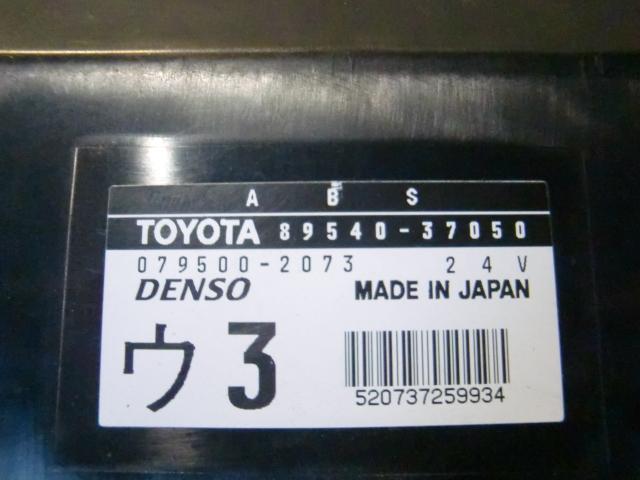 A B S
TOYOTA 89540-37050
079500-2073 24V
DENSO MADE IN JAPAN
ウ3
520737259934